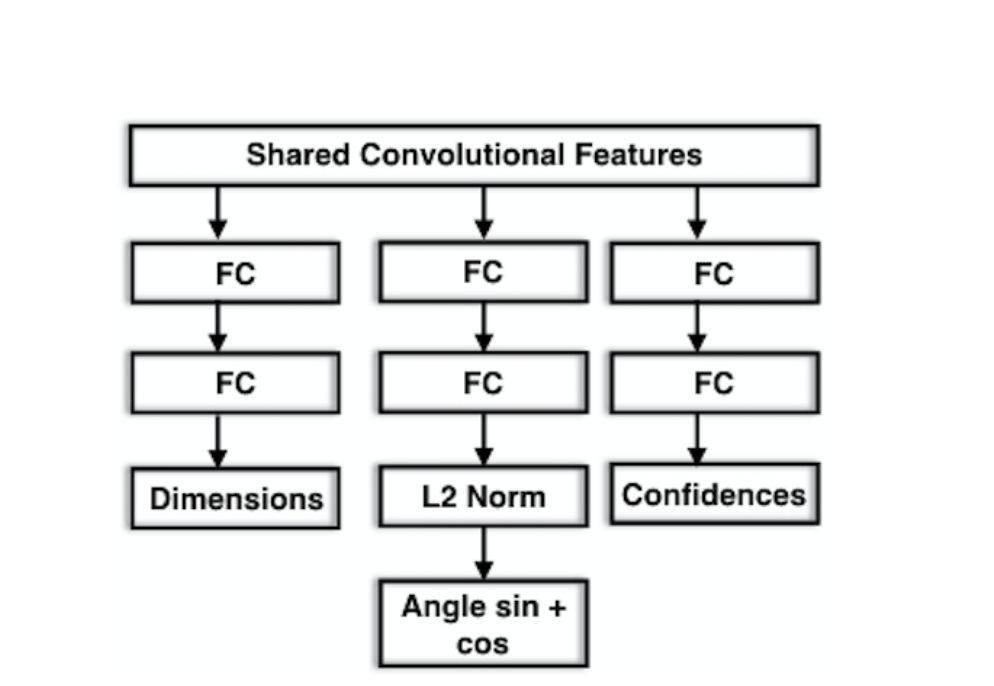 Shared Convolutional Features
FC
FC
FC
FC
FC
FC
Dimensions
L2 Norm
Confidences
Angle sin +
cos